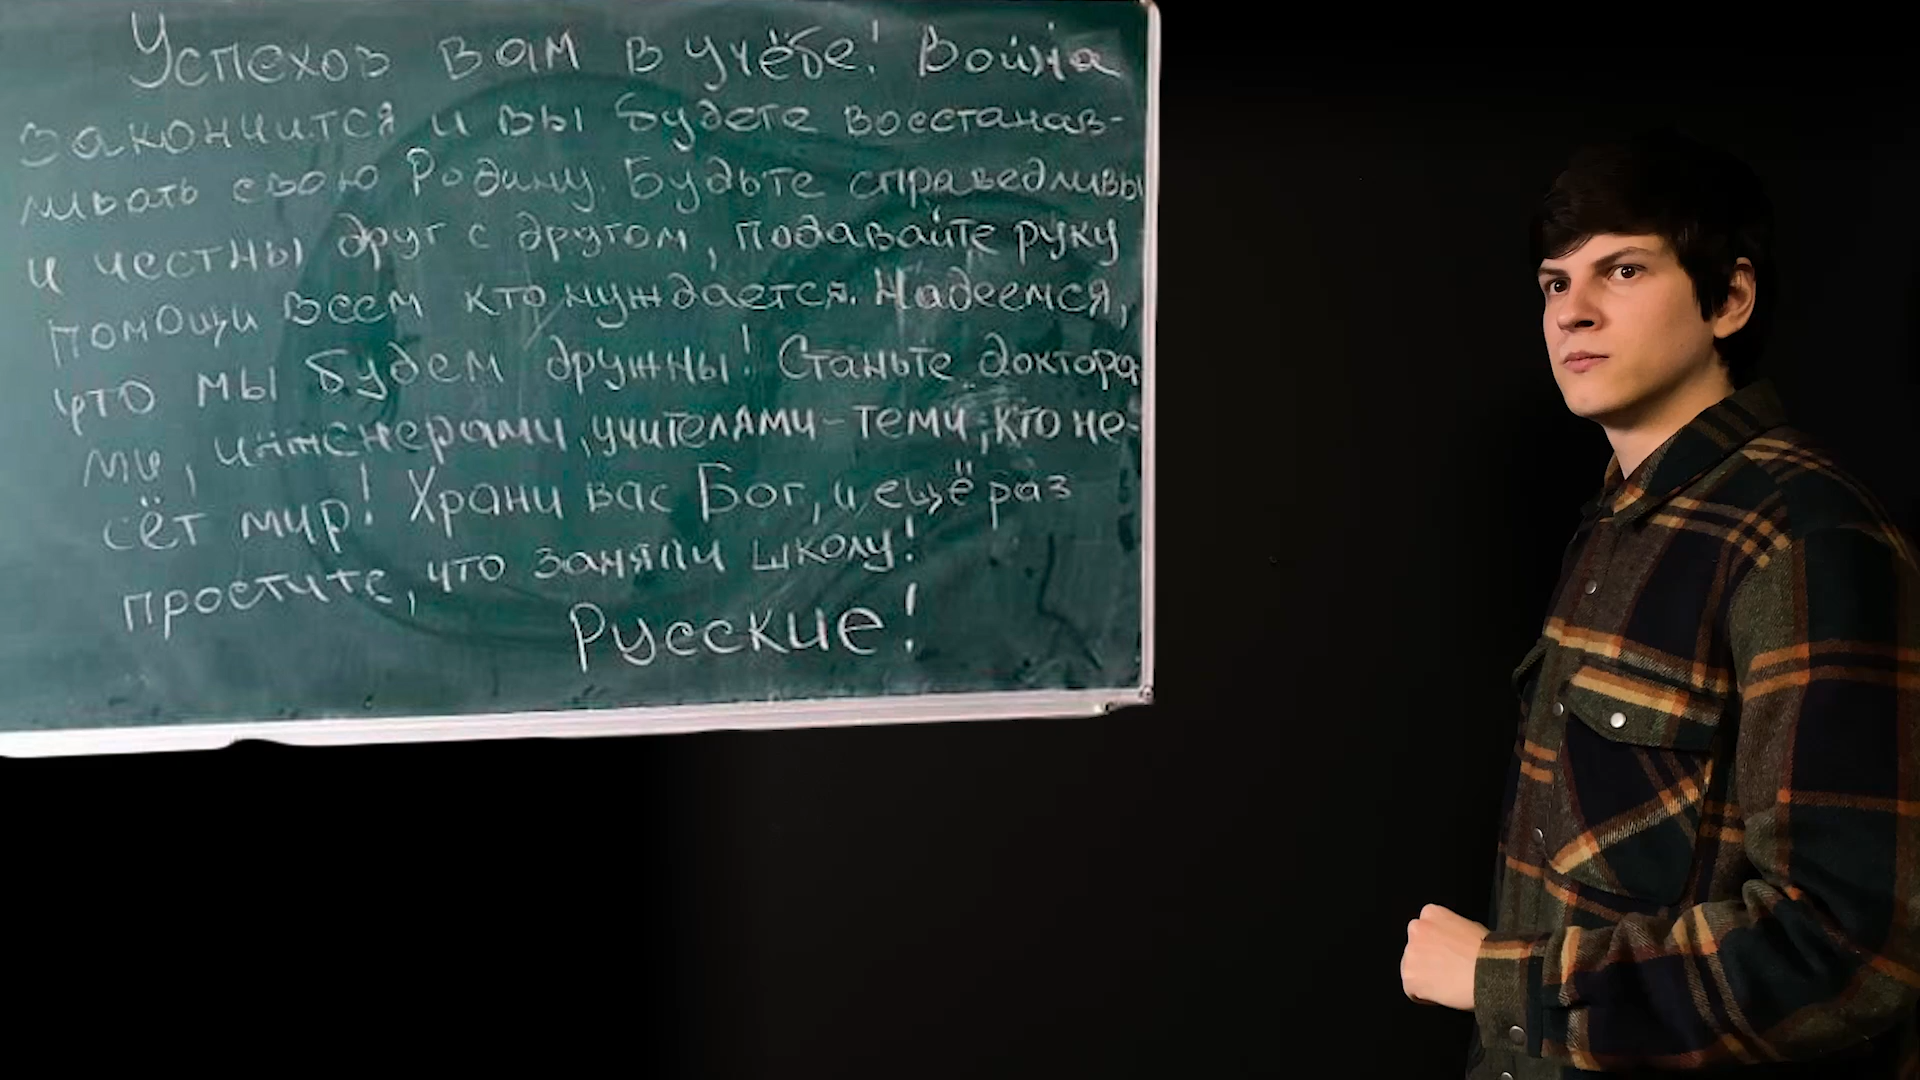 Успехов вам в учёбе! Война
закончится и вы будете восстанав-
ливать свою Родину. Будьте справедливы
и честны друг с другом, подавайте руку
помощи всем кто нуждается. Надеемся,
что мы будем дружны! Станьте доктора-
ми, инженерами, учителями - теми, кто не-
сёт мир! Храни вас Бог, и ещё раз
простите, что заняли школу!
Русские!